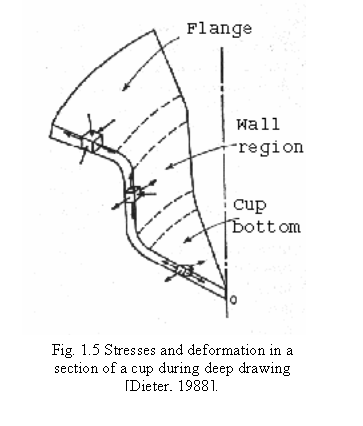 Flange
Wall
region
Cup
bottom
0
Fig. 1.5 Stresses and deformation in a
section of a cup during deep drawing
[Dieter, 1988].